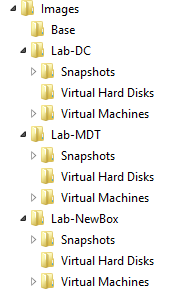 Images
Base
Lab-DC
Snapshots
Virtual Hard Disks
Virtual Machines
Lab-MDT
Snapshots
Virtual Hard Disks
Virtual Machines
Lab-NewBox
Snapshots
Virtual Hard Disks
Virtual Machines